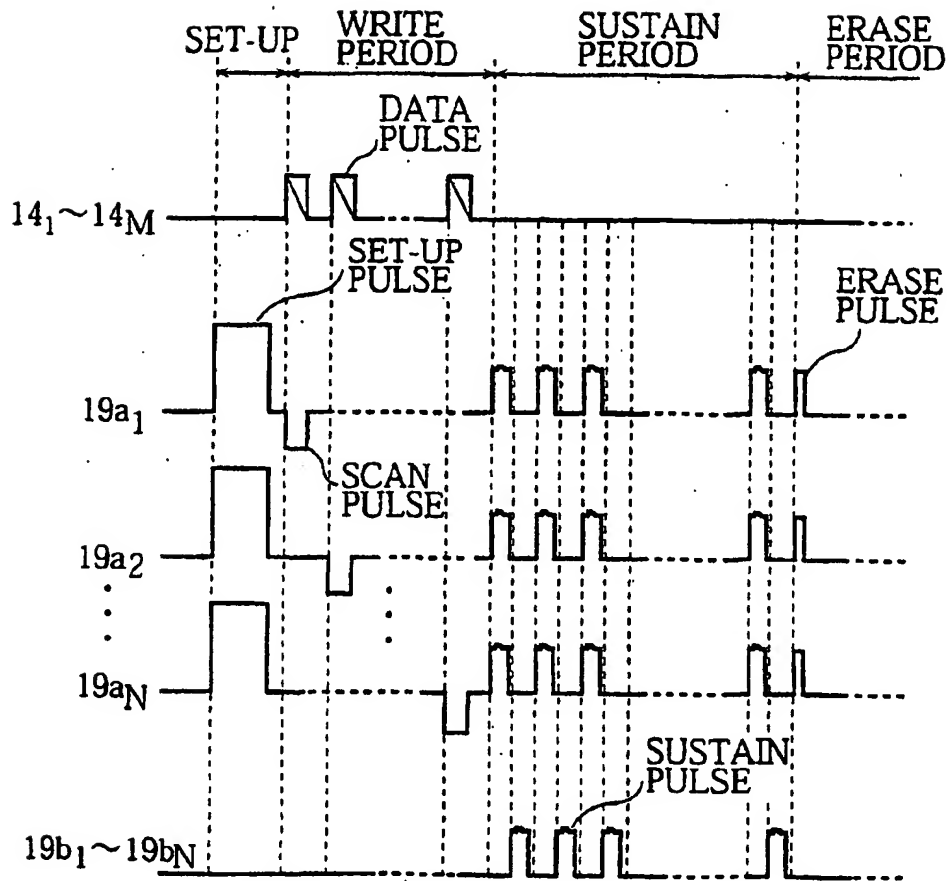 SET-UP
WRITE
PERIOD
SUSTAIN
PERIOD
ERASE
PERIOD
DATA
PULSE
14₁~14M
SET-UP
PULSE
ERASE
PULSE
19a₁
SCAN
PULSE
19a₂
19aN
SUSTAIN
PULSE
19b₁~19bN